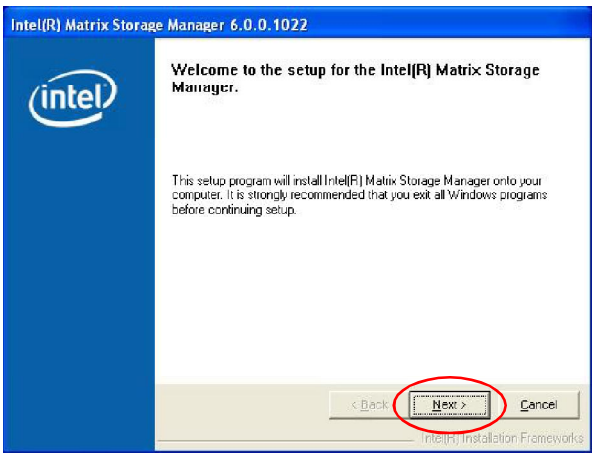 Intel(R) Matrix Storage Manager 6.0.0.1022
intel
Welcome to the setup for the Intel(R) Matrix Storage
Manager.
This setup program will install Intel(R) Matrix Storage Manager onto your
computer. It is strongly recommended that you exit all Windows programs
before continuing setup.
< Back
Next >
Cancel
Intel(R) Installation Frameworks